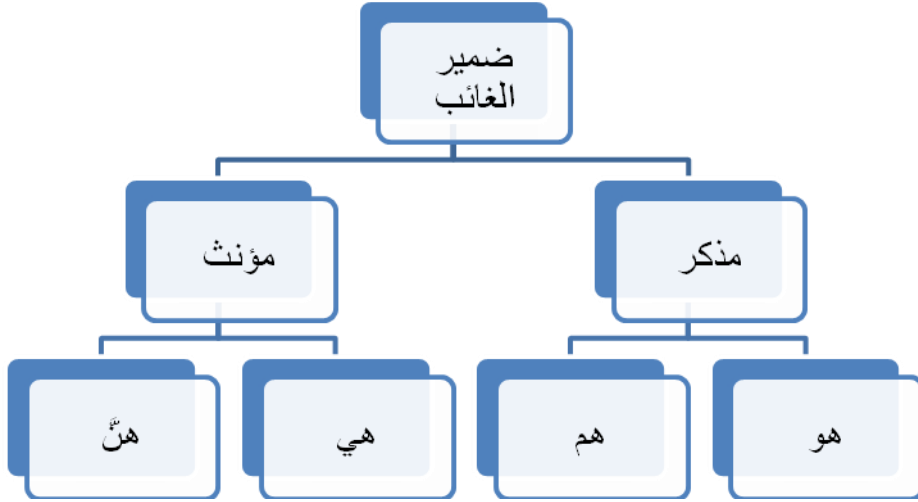 ضمير
الغائب
مذكر
مؤنث
هو
هم
هي
هنَّ